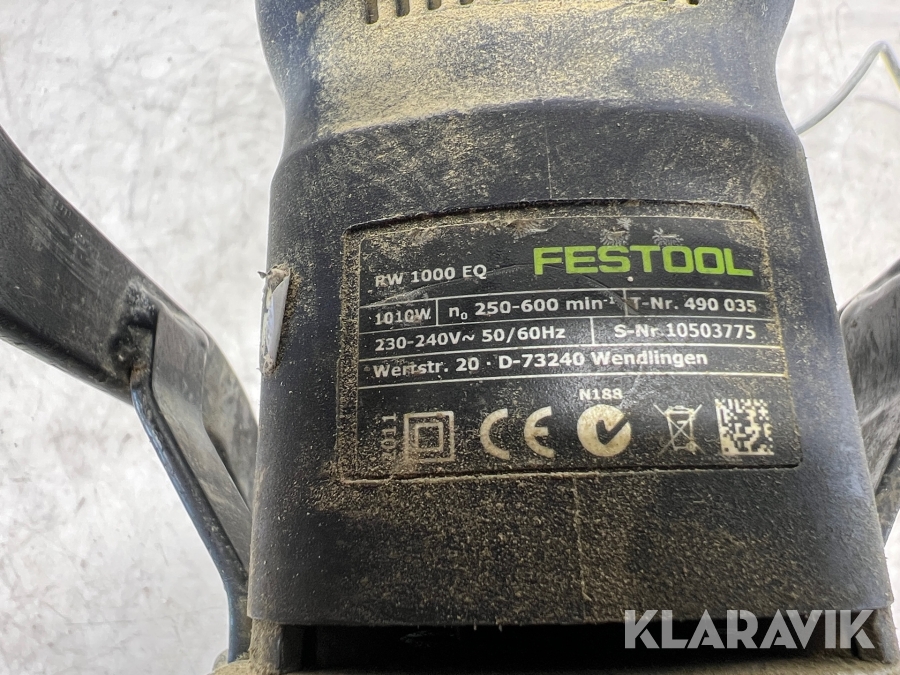 RW 1000 EQ FESTOOL
1010W n₀ 250-600 min⁻¹ T-Nr. 490 035
230-240V~ 50/60Hz S-Nr 10503775
Wertstr. 20 · D-73240 Wendlingen
N188
2011 CE
KLARAVIK